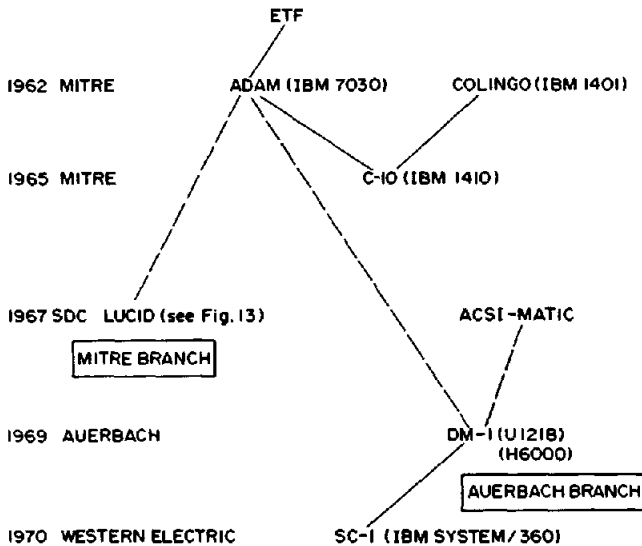 ETF
1962 MITRE ADAM (IBM 7030) COLINGO (IBM 1401)
1965 MITRE C-10 (IBM 1410)
1967 SDC LUCID (see Fig. 13) ACSI-MATIC
MITRE BRANCH
1969 AUERBACH DM-1 (U1218)
(H6000)
AUERBACH BRANCH
1970 WESTERN ELECTRIC SC-1 (IBM SYSTEM/360)